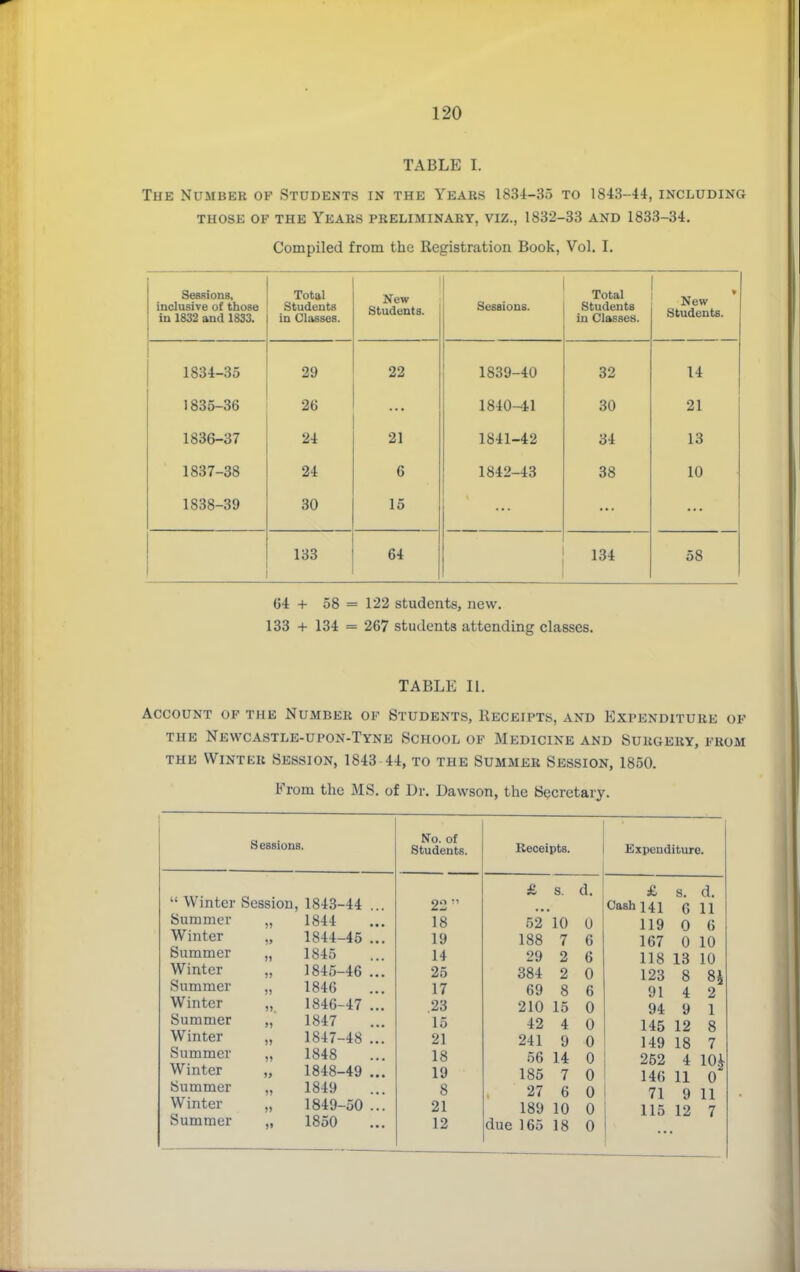 120
TABLE I.
The Number of Students in the Years 1834-35 to 1843-44, including
those of the Years preliminary, viz., 1832-33 and 1833-34.
Compiled from the Registration Book, Vol. I.
Sessions, inclusive of those in 1832 and 1833. | Total Students in Classes. | New Students. | Sessions. | Total Students in Classes. | New Students.
1834-35 29 22 1839-40 32 14
1835-36 26 ... 1840-41 30 21
1836-37 24 21 1841-42 34 13
1837-38 24 6 1842-43 38 10
1838-39 30 15 ... ... ...
133 64 134 58
64 + 58 = 122 students, new.
133 + 134 = 267 students attending classes.
TABLE II.
Account of the Number of Students, Receipts, and Expenditure of
the Newcastle-upon-Tyne School of Medicine and Surgery, from
the Winter Session, 1843 44, to the Summer Session, 1850.
From the MS. of Dr. Dawson, the Secretary.
Sessions. | No. of Students. | Receipts. | Expenditure.
£ s. d. £ s. d.
“ Winter Session, 1843-44 ... 22 ” ... Cash 141 6 11
Summer „ 1844 ... 18 52 10 0 119 0 6
Winter „ 1844-45 ... 19 188 7 6 167 0 10
Summer „ 1845 ... 14 29 2 6 118 13 10
Winter „ 1845-46 ... 25 384 2 0 123 8 8½
Summer „ 1846 ... 17 69 8 6 91 4 2
Winter „ 1846-47 ... 23 210 15 0 94 9 1
Summer „ 1847 ... 15 42 4 0 145 12 8
Winter „ 1847-48 ... 21 241 9 0 149 18 7
Summer „ 1848 ... 18 56 14 0 252 4 10½
Winter „ 1848-49 ... 19 185 7 0 146 11 0
Summer „ 1849 ... 8 27 6 0 71 9 11
Winter „ 1849-50 ... 21 189 10 0 115 12 7
Summer „ 1850 ... 12 due 165 18 0 ...